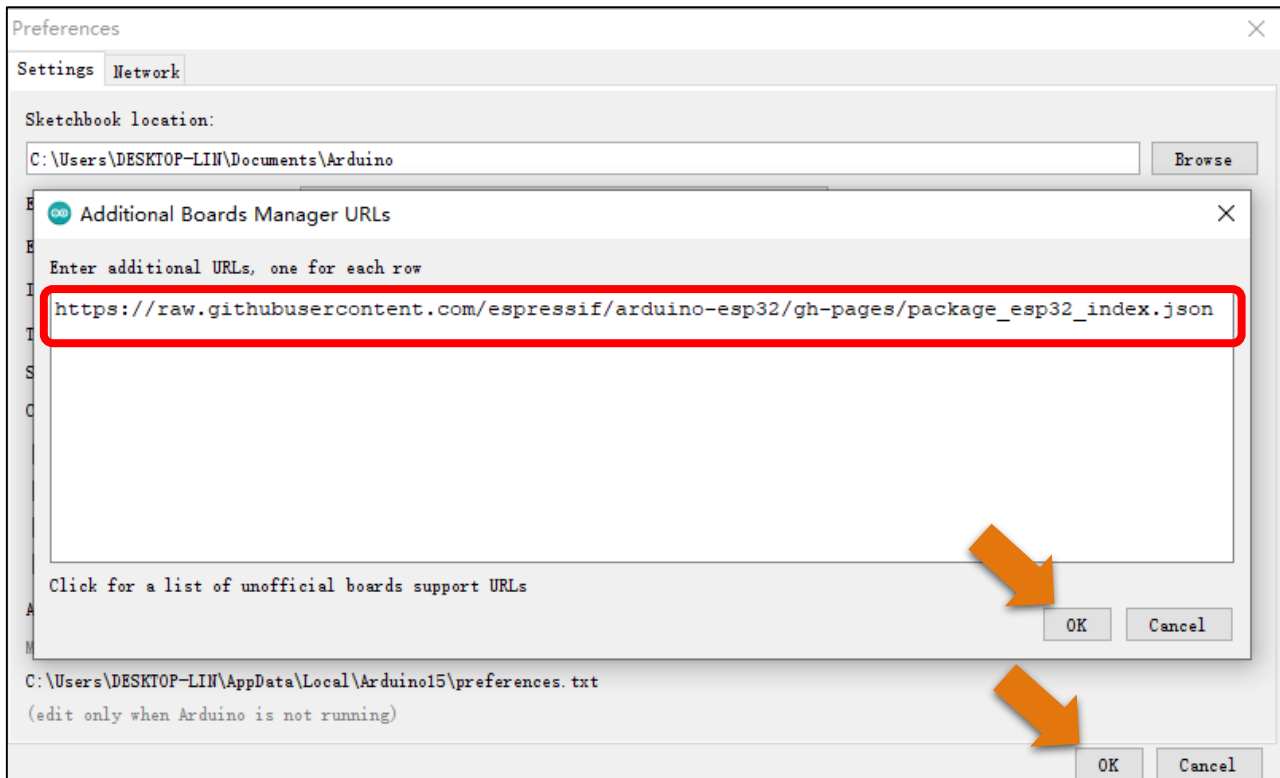 Preferences
Settings Network
Sketchbook location:
C:\Users\DESKTOP-LIN\Documents\Arduino Browse
Additional Boards Manager URLs
Enter additional URLs, one for each row
https://raw.githubusercontent.com/espressif/arduino-esp32/gh-pages/package_esp32_index.json
Click for a list of unofficial boards support URLs
OK Cancel
C:\Users\DESKTOP-LIN\AppData\Local\Arduino15\preferences.txt
(edit only when Arduino is not running)
OK Cancel